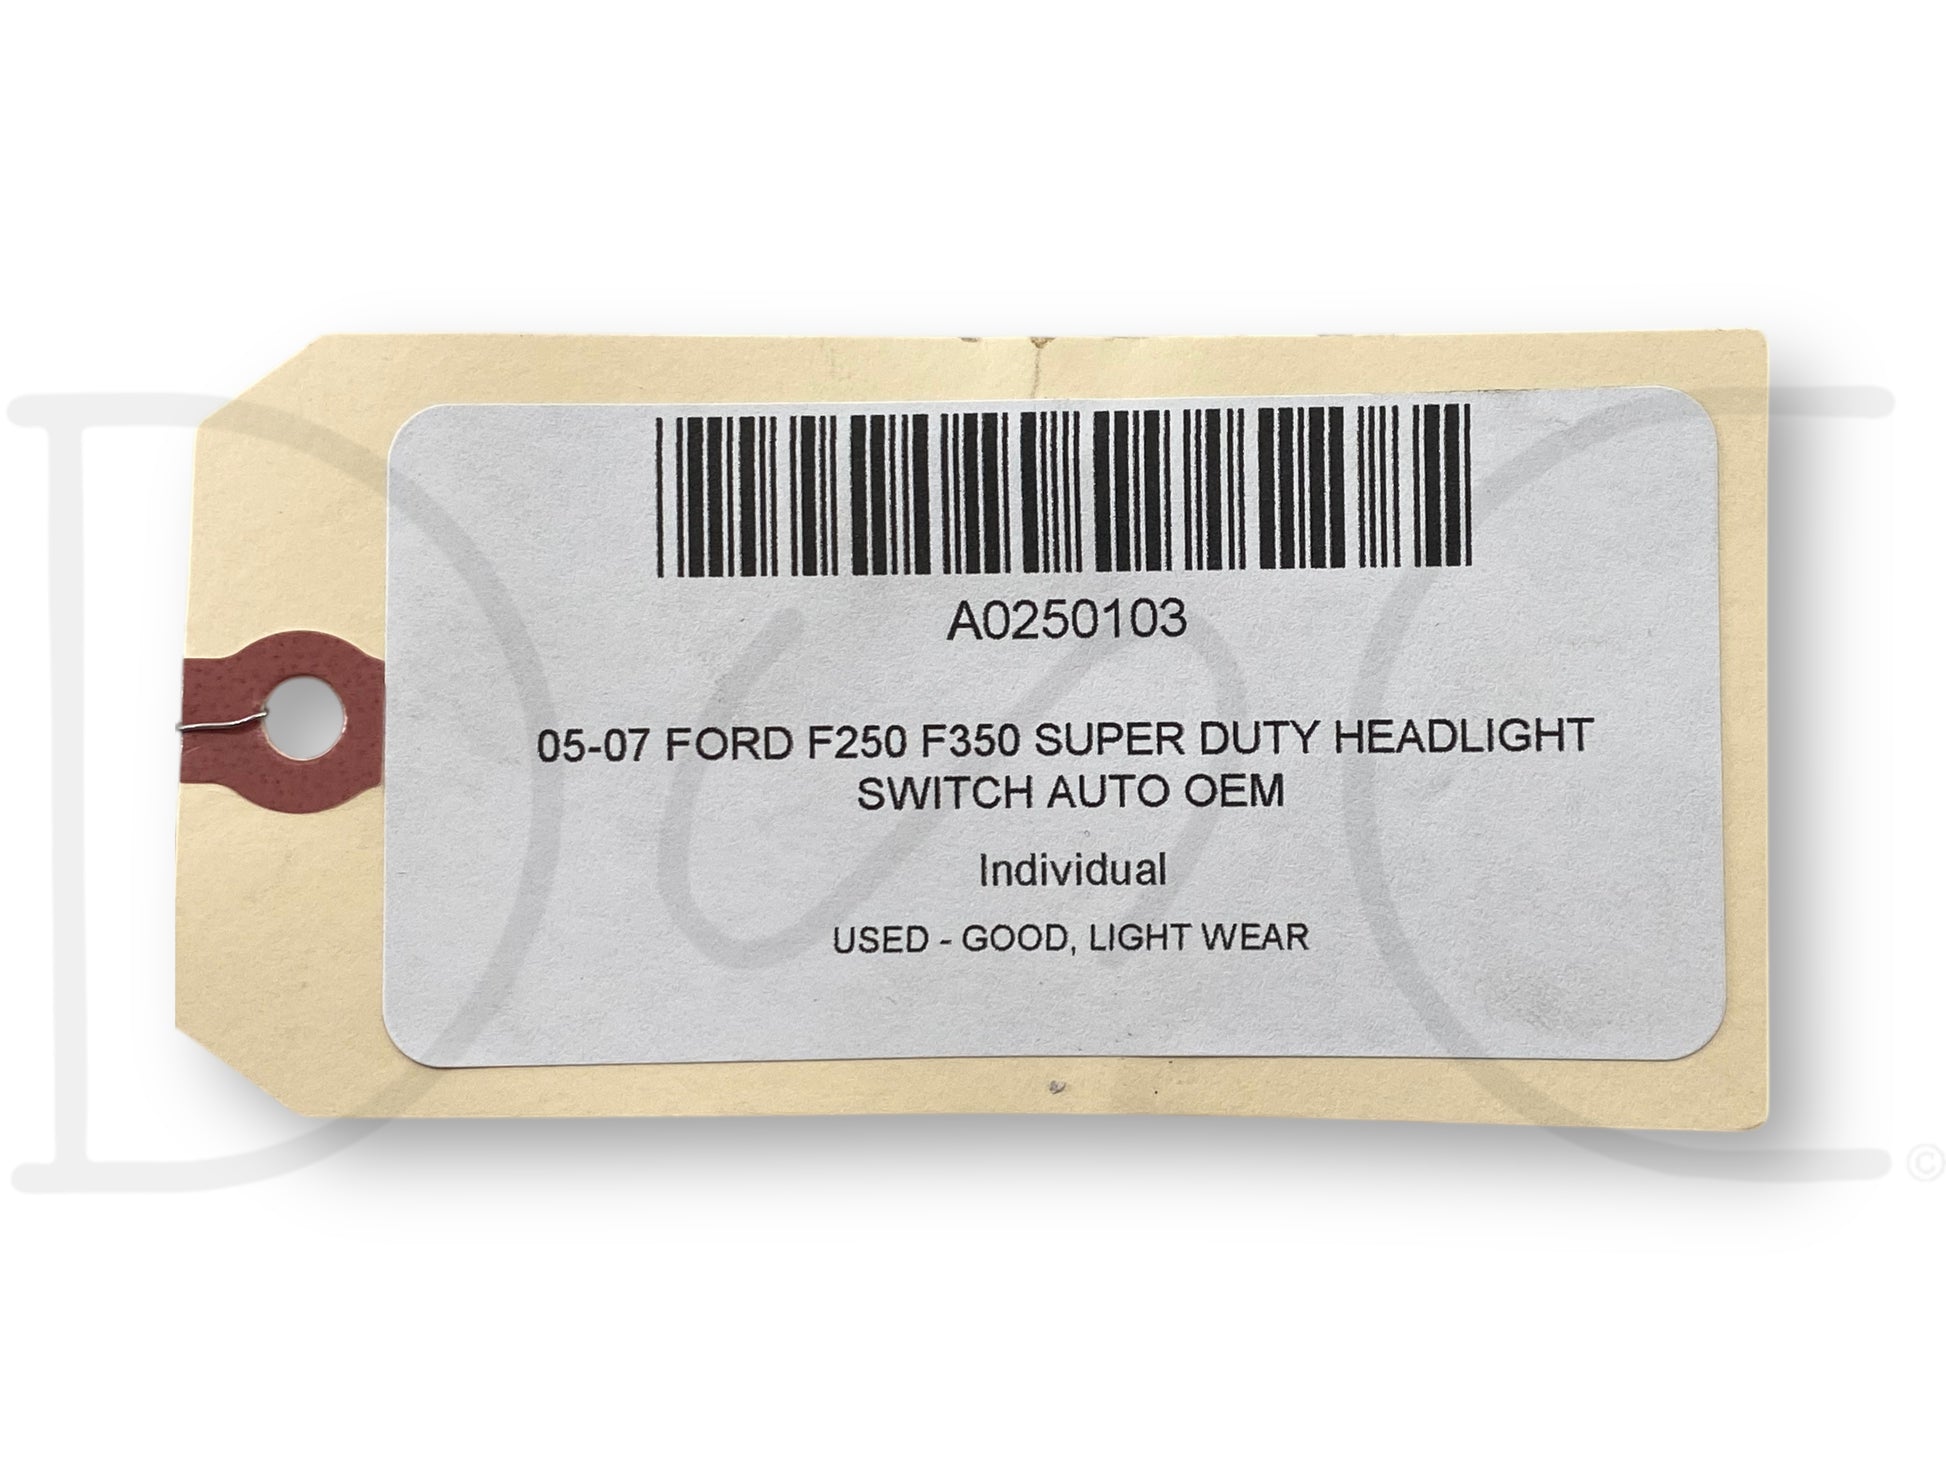 A0250103
05-07 FORD F250 F350 SUPER DUTY HEADLIGHT
SWITCH AUTO OEM
Individual
USED - GOOD, LIGHT WEAR
©